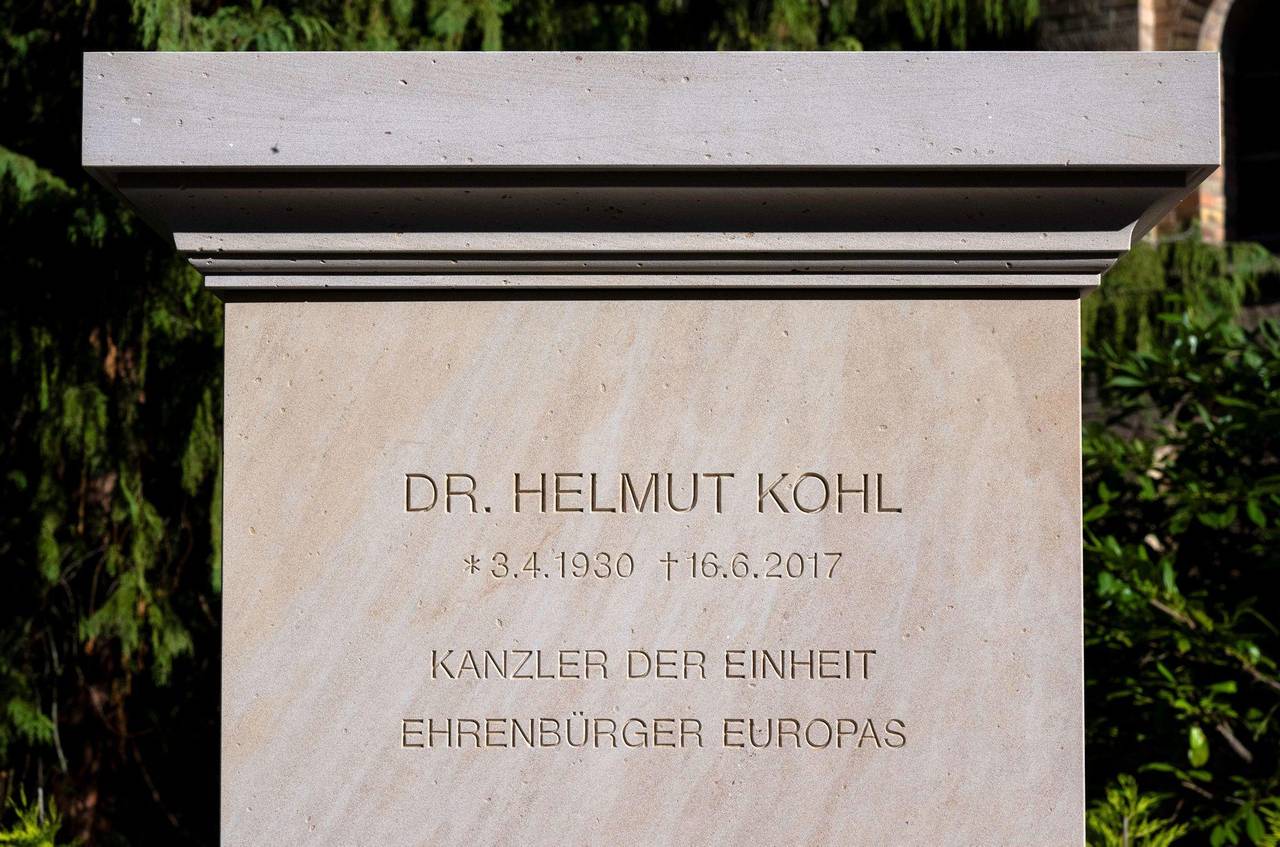 DR. HELMUT KOHL
*3.4.1930 †16.6.2017
KANZLER DER EINHEIT
EHRENBÜRGER EUROPAS